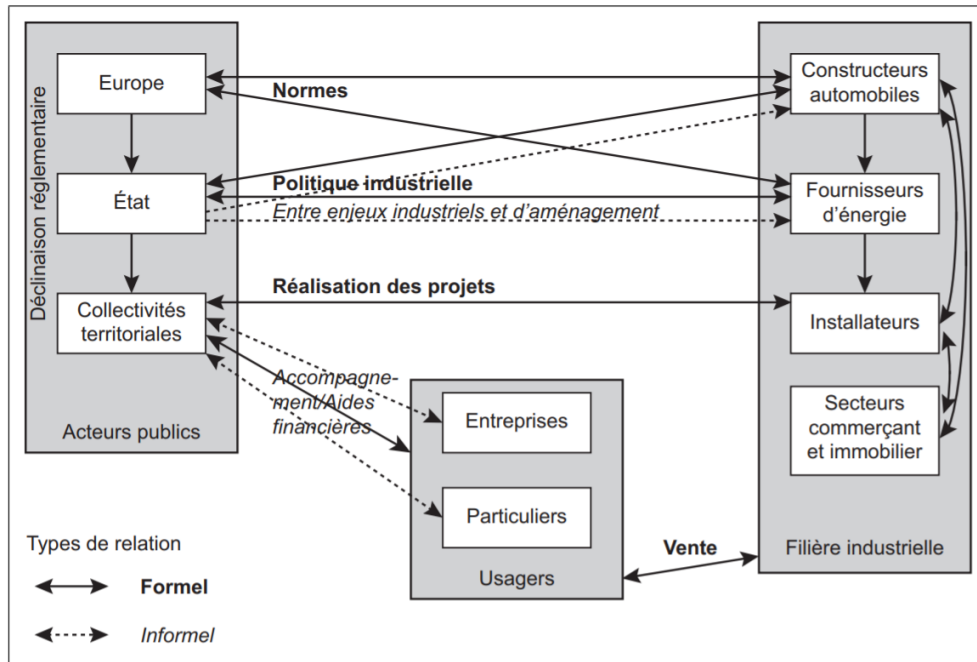 Déclinaison réglementaire
Europe
État
Collectivités
territoriales
Acteurs publics
Normes
Politique industrielle
Entre enjeux industriels et d’aménagement
Réalisation des projets
Accompagne-
ment/Aides
financières
Entreprises
Particuliers
Usagers
Vente
Constructeurs
automobiles
Fournisseurs
d’énergie
Installateurs
Secteurs
commerçant
et immobilier
Filière industrielle
Types de relation
Formel
Informel